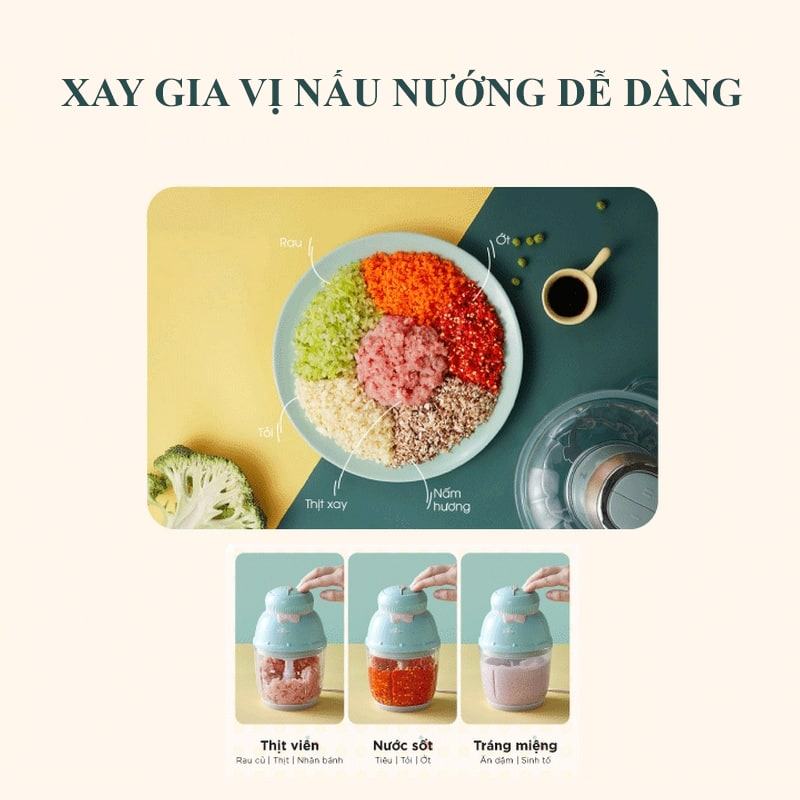 XAY GIA VỊ NẤU NƯỚNG DỄ DÀNG
Rau
Ớt
Tỏi
Thịt xay
Nấm
hương
Thịt viên
Nước sốt
Tráng miệng
Rau củ | Thịt | Nhân bánh
Tiêu | Tỏi | Ớt
Ăn dặm | Sinh tố